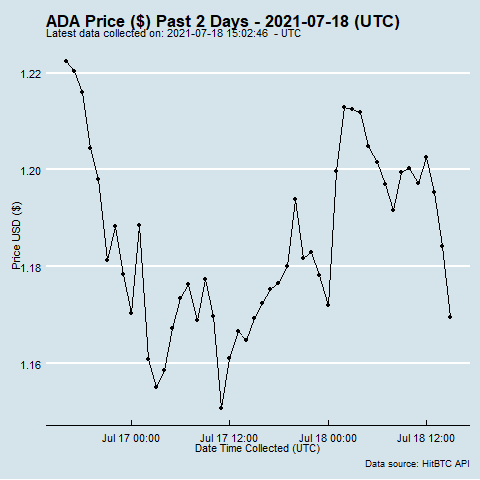 ADA Price ($) Past 2 Days - 2021-07-18 (UTC)
Latest data collected on: 2021-07-18 15:02:46 - UTC
1.22
1.20
1.18
1.16
Price USD ($)
Jul 17 00:00
Jul 17 12:00
Jul 18 00:00
Jul 18 12:00
Date Time Collected (UTC)
Data source: HitBTC API